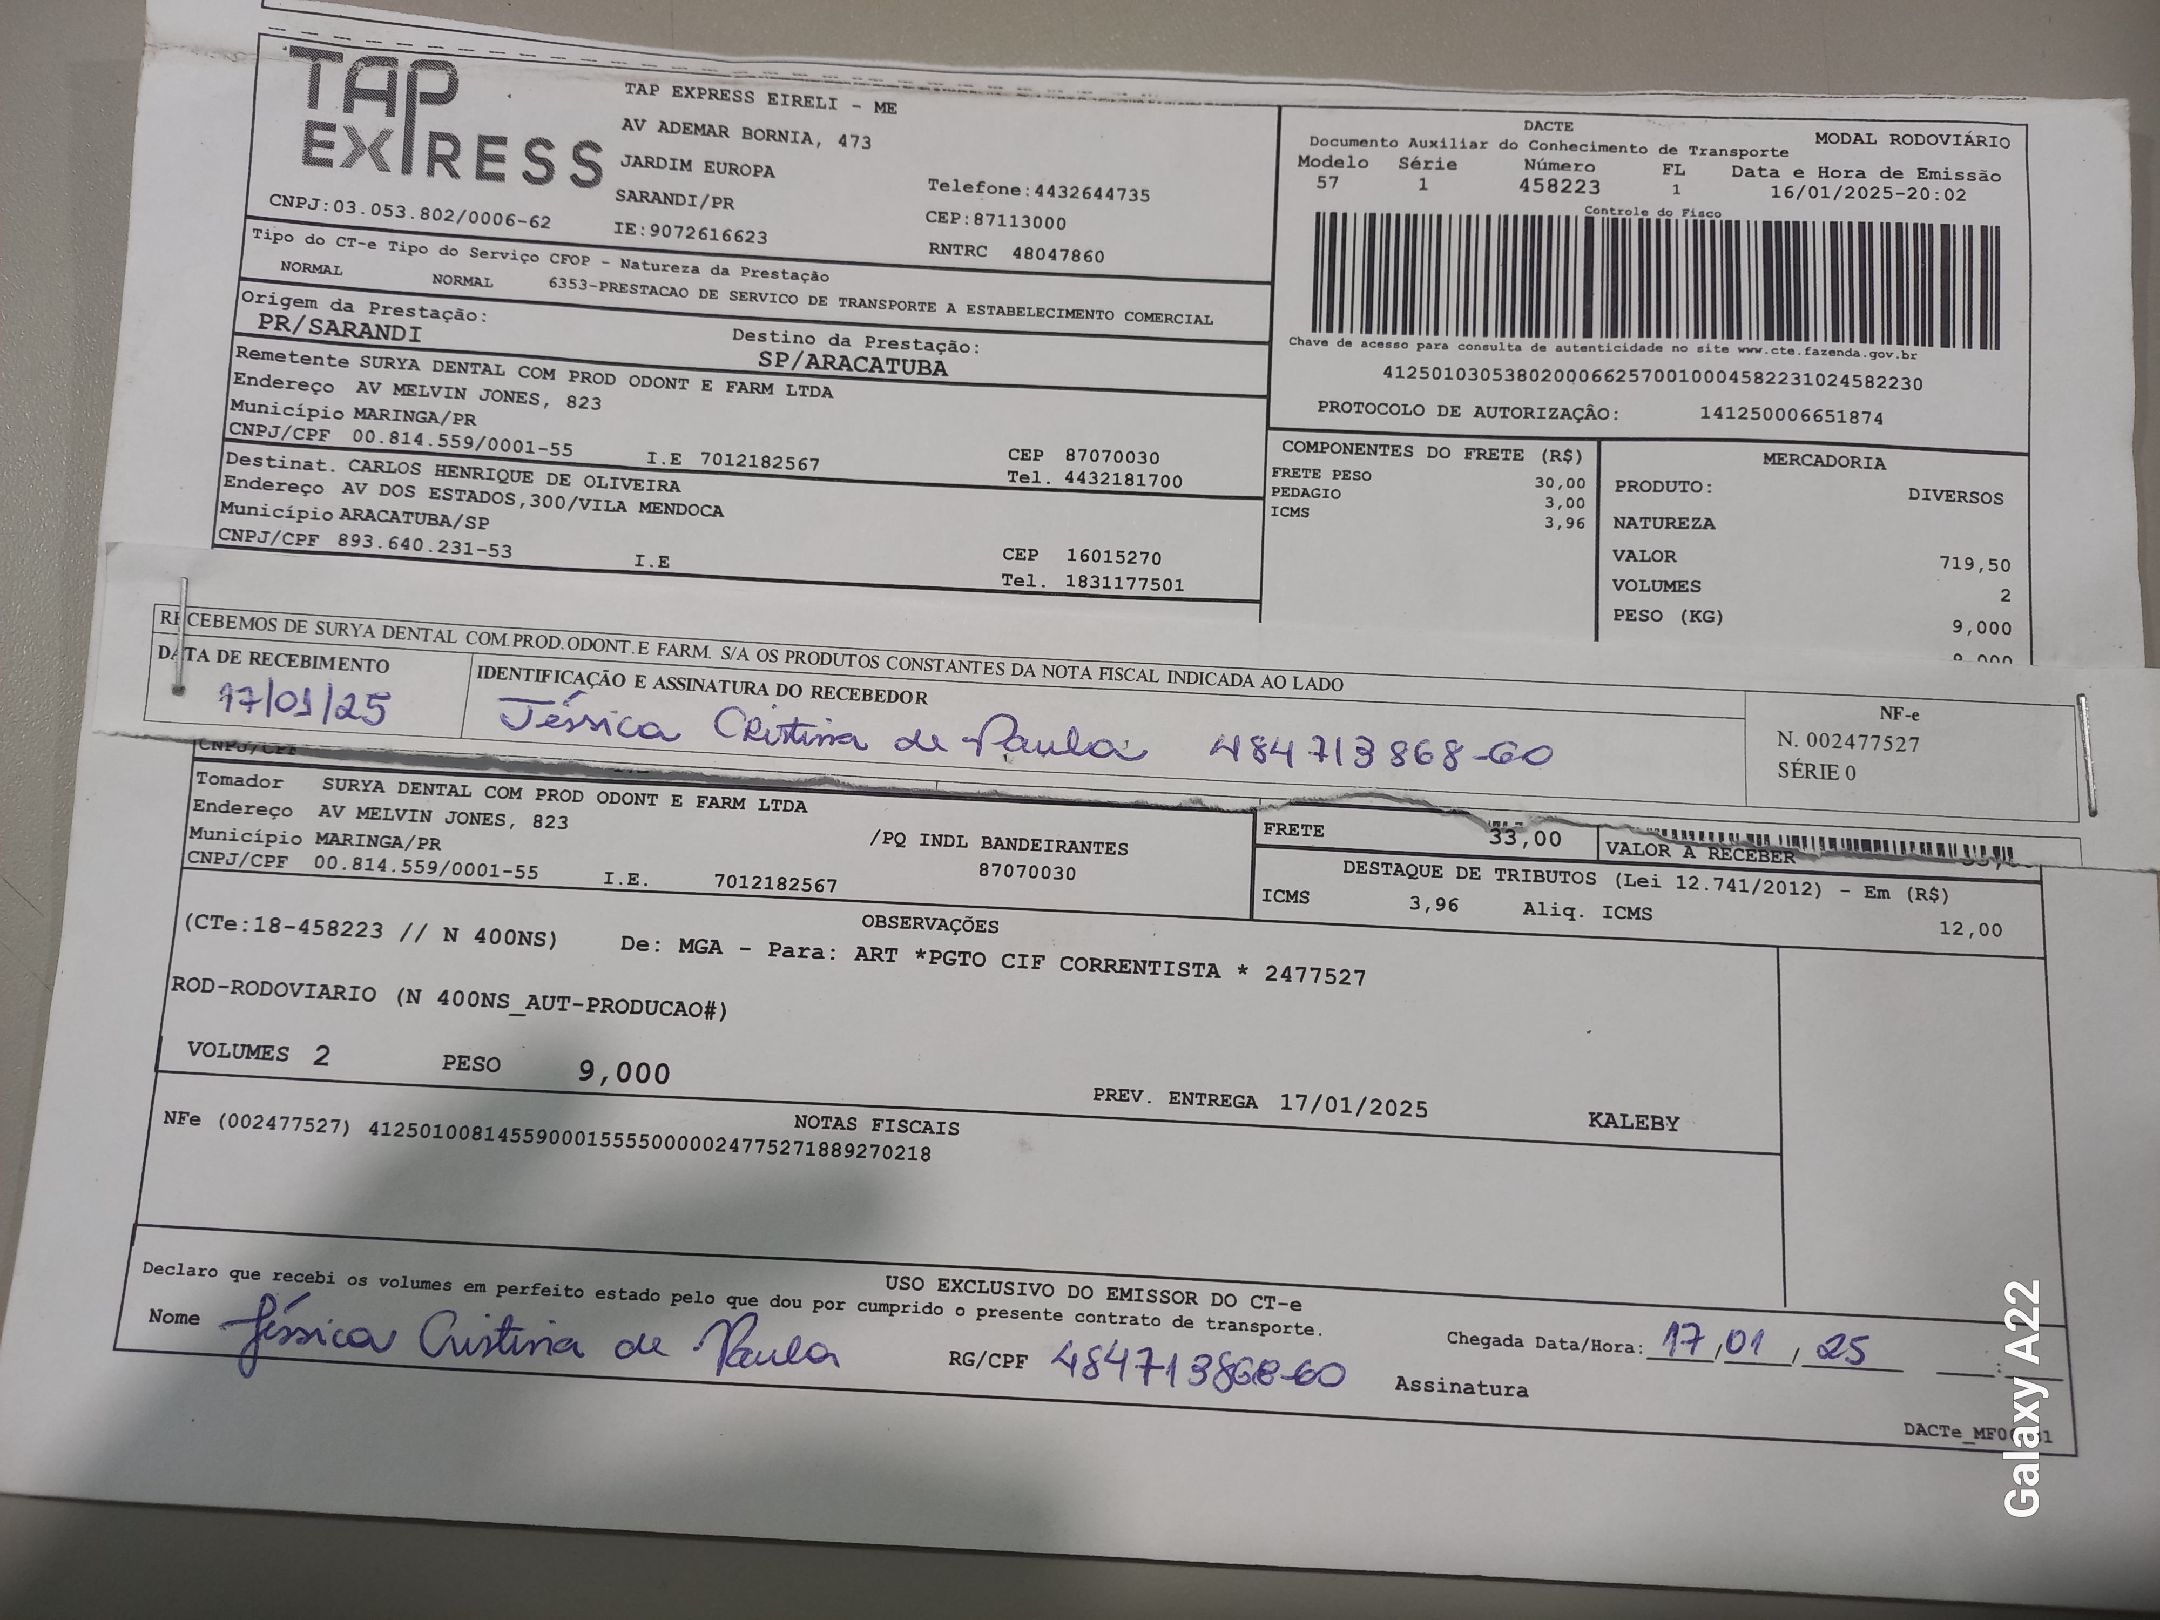 TAP EXPRESS
TAP EXPRESS EIRELI - ME
AV ADEMAR BORNIA, 473
JARDIM EUROPA
SARANDI/PR
IE:9072616623
Telefone:4432644735
CEP:87113000
RNTRC 48047860
CNPJ:03.053.802/0006-62
DACTE
MODAL RODOVIÁRIO
Documento Auxiliar do Conhecimento de Transporte
Modelo Série Número FL Data e Hora de Emissão
57 1 458223 1 16/01/2025-20:02
Controle do Fisco
Chave de acesso para consulta de autenticidade no site www.cte.fazenda.gov.br
41250103053802000662570010004582231024582230
PROTOCOLO DE AUTORIZAÇÃO: 141250006651874
Tipo do CT-e Tipo do Serviço CFOP - Natureza da Prestação
NORMAL NORMAL 6353-PRESTACAO DE SERVICO DE TRANSPORTE A ESTABELECIMENTO COMERCIAL
Origem da Prestação: Destino da Prestação:
PR/SARANDI SP/ARACATUBA
Remetente SURYA DENTAL COM PROD ODONT E FARM LTDA
Endereço AV MELVIN JONES, 823
Município MARINGA/PR CEP 87070030
CNPJ/CPF 00.814.559/0001-55 I.E 7012182567 Tel. 4432181700
Destinat. CARLOS HENRIQUE DE OLIVEIRA
Endereço AV DOS ESTADOS,300/VILA MENDOCA
Município ARACATUBA/SP CEP 16015270
CNPJ/CPF 893.640.231-53 I.E Tel. 1831177501
COMPONENTES DO FRETE (R$)
FRETE PESO 30,00
PEDAGIO 3,00
ICMS 3,96
MERCADORIA
PRODUTO: DIVERSOS
NATUREZA
VALOR 719,50
VOLUMES 2
PESO (KG) 9,000
RECEBEMOS DE SURYA DENTAL COM.PROD.ODONT.E FARM. S/A OS PRODUTOS CONSTANTES DA NOTA FISCAL INDICADA AO LADO
DATA DE RECEBIMENTO IDENTIFICAÇÃO E ASSINATURA DO RECEBEDOR
17/01/25 Jéssica Cristina de Paula 484713868-60
NF-e
N. 002477527
SÉRIE 0
CNPJ/CPF
Tomador SURYA DENTAL COM PROD ODONT E FARM LTDA
Endereço AV MELVIN JONES, 823 /PQ INDL BANDEIRANTES
Município MARINGA/PR 87070030
CNPJ/CPF 00.814.559/0001-55 I.E. 7012182567
FRETE 33,00 VALOR A RECEBER
DESTAQUE DE TRIBUTOS (Lei 12.741/2012) - Em (R$)
ICMS 3,96 Aliq. ICMS 12,00
OBSERVAÇÕES
(CTe:18-458223 // N 400NS) De: MGA - Para: ART *PGTO CIF CORRENTISTA * 2477527
ROD-RODOVIARIO (N 400NS_AUT-PRODUCAO#)
VOLUMES 2 PESO 9,000 PREV. ENTREGA 17/01/2025 KALEBY
NOTAS FISCAIS
NFe (002477527) 41250100814559000155550000024775271889270218
USO EXCLUSIVO DO EMISSOR DO CT-e
Declaro que recebi os volumes em perfeito estado pelo que dou por cumprido o presente contrato de transporte.
Nome Jéssica Cristina de Paula RG/CPF 484713868-60 Assinatura
Chegada Data/Hora: 17/01/25 :
Galaxy A22